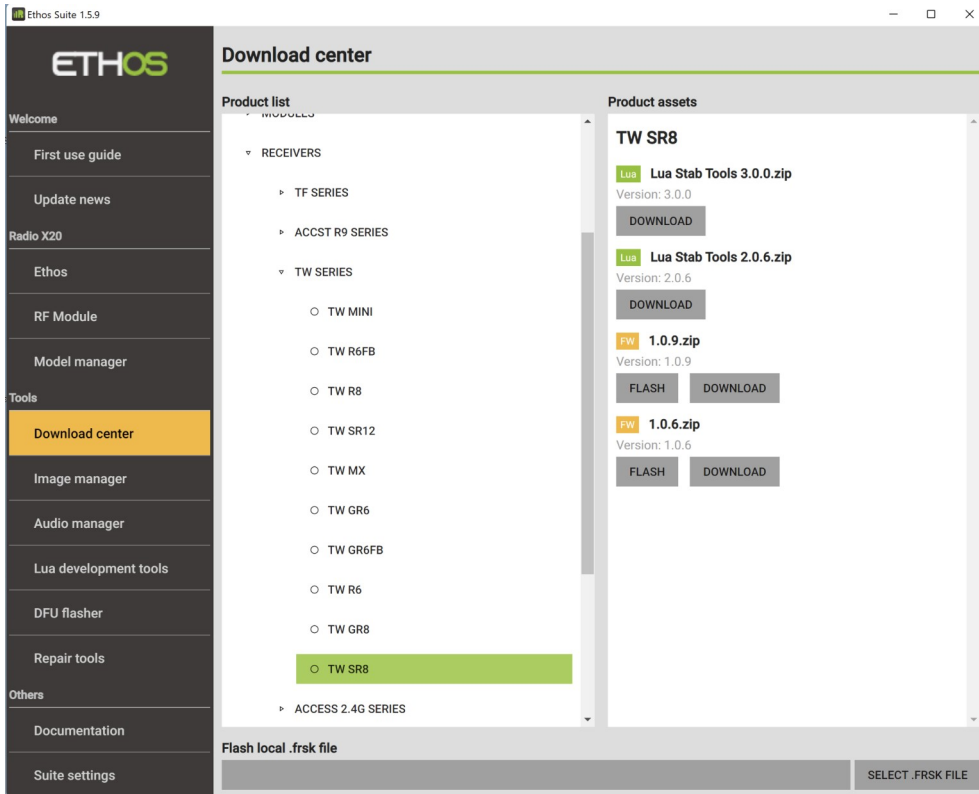 Ethos Suite 1.5.9
ETHOS
Welcome
First use guide
Update news
Radio X20
Ethos
RF Module
Model manager
Tools
Download center
Image manager
Audio manager
Lua development tools
DFU flasher
Repair tools
Others
Documentation
Suite settings
Download center
Product list
MODULES
RECEIVERS
TF SERIES
ACCST R9 SERIES
TW SERIES
TW MINI
TW R6FB
TW R8
TW SR12
TW MX
TW GR6
TW GR6FB
TW R6
TW GR8
TW SR8
ACCESS 2.4G SERIES
Product assets
TW SR8
Lua Lua Stab Tools 3.0.0.zip
Version: 3.0.0
DOWNLOAD
Lua Lua Stab Tools 2.0.6.zip
Version: 2.0.6
DOWNLOAD
FW 1.0.9.zip
Version: 1.0.9
FLASH DOWNLOAD
FW 1.0.6.zip
Version: 1.0.6
FLASH DOWNLOAD
Flash local .frsk file
SELECT .FRSK FILE